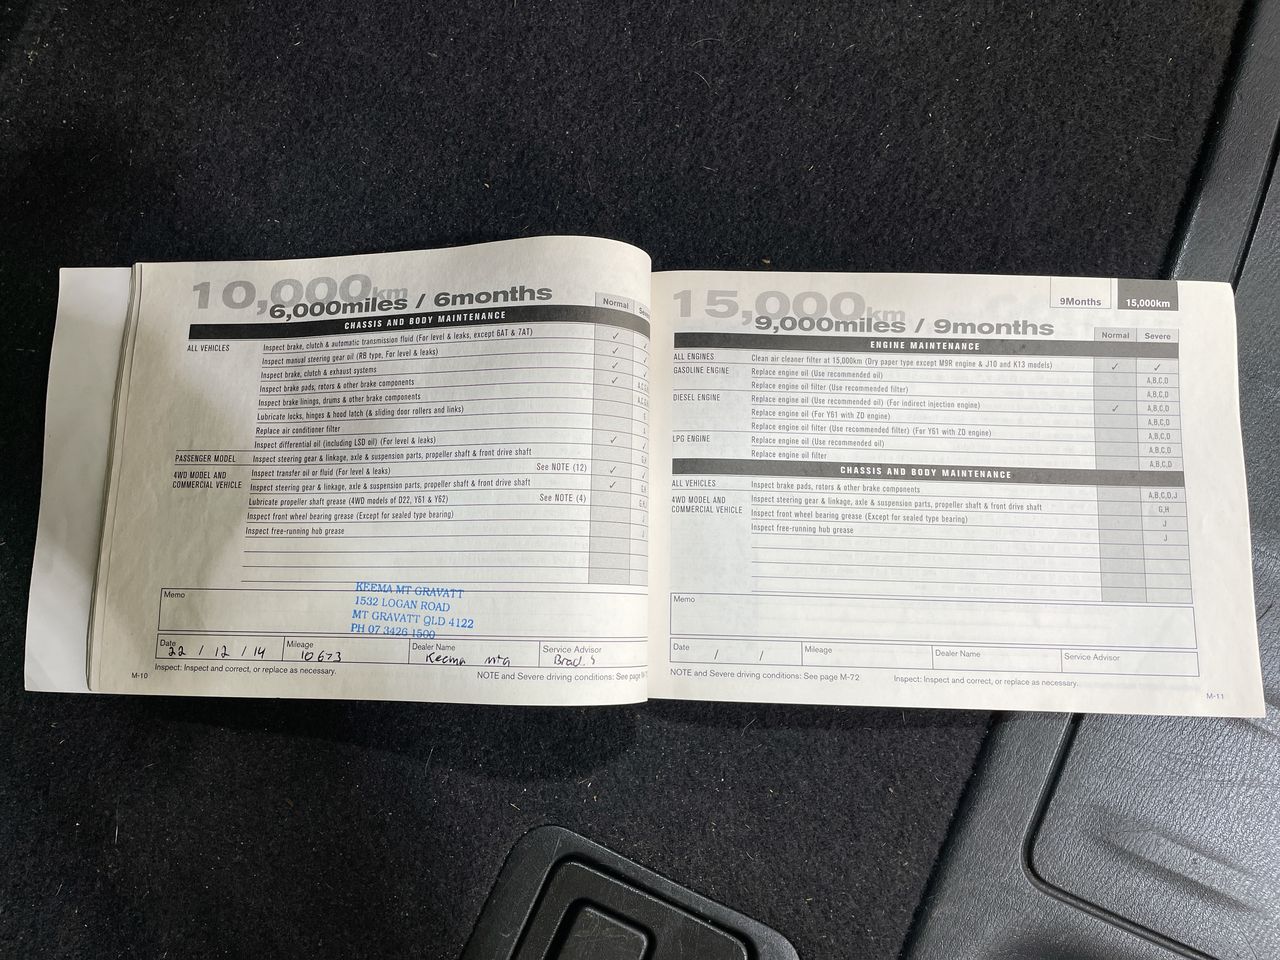 10,000km
6,000miles / 6months
Normal
CHASSIS AND BODY MAINTENANCE
ALL VEHICLES
Inspect brake, clutch & automatic transmission fluid (For level & leaks, except 6AT & 7AT)
Inspect manual steering gear oil (RB type, For level & leaks)
Inspect brake, clutch & exhaust systems
Inspect brake pads, rotors & other brake components
Inspect brake linings, drums & other brake components
Lubricate locks, hinges & hood latch (& sliding door rollers and links)
Replace air conditioner filter
Inspect differential oil (including LSD oil) (For level & leaks)
PASSENGER MODEL
Inspect steering gear & linkage, axle & suspension parts, propeller shaft & front drive shaft
4WD MODEL AND COMMERCIAL VEHICLE
Inspect transfer oil or fluid (For level & leaks) See NOTE (12)
Inspect steering gear & linkage, axle & suspension parts, propeller shaft & front drive shaft
Lubricate propeller shaft grease (4WD models of D22, Y61 & Y62) See NOTE (4)
Inspect front wheel bearing grease (Except for sealed type bearing)
Inspect free-running hub grease
Memo
KEEMA MT GRAVATT
1532 LOGAN ROAD
MT GRAVATT QLD 4122
PH 07 3426 1500
Date 22 / 12 / 14
Mileage 10673
Dealer Name Keema mtg
Service Advisor Brad. S
Inspect: Inspect and correct, or replace as necessary.
M-10
NOTE and Severe driving conditions: See page
15,000km
9,000miles / 9months
9Months
15,000km
Normal Severe
ENGINE MAINTENANCE
ALL ENGINES
Clean air cleaner filter at 15,000km (Dry paper type except M9R engine & J10 and K13 models) ✓ ✓
GASOLINE ENGINE
Replace engine oil (Use recommended oil) A,B,C,D
Replace engine oil filter (Use recommended filter) A,B,C,D
DIESEL ENGINE
Replace engine oil (Use recommended oil) (For indirect injection engine) ✓ A,B,C,D
Replace engine oil (For Y61 with ZD engine) A,B,C,D
Replace engine oil filter (Use recommended filter) (For Y61 with ZD engine) A,B,C,D
LPG ENGINE
Replace engine oil (Use recommended oil) A,B,C,D
Replace engine oil filter A,B,C,D
CHASSIS AND BODY MAINTENANCE
ALL VEHICLES
Inspect brake pads, rotors & other brake components A,B,C,D,J
4WD MODEL AND COMMERCIAL VEHICLE
Inspect steering gear & linkage, axle & suspension parts, propeller shaft & front drive shaft G,H
Inspect front wheel bearing grease (Except for sealed type bearing) J
Inspect free-running hub grease J
Memo
Date / /
Mileage
Dealer Name
Service Advisor
NOTE and Severe driving conditions: See page M-72
Inspect: Inspect and correct, or replace as necessary.
M-11